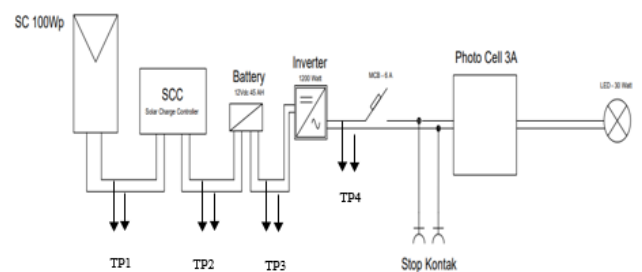 SC 100Wp
SCC
Solar Charge Controller
Battery
12Vdc 45 AH
Inverter
1200 Watt
MCB - 6 A
Photo Cell 3A
LED - 30 Watt
TP1
TP2
TP3
TP4
Stop Kontak